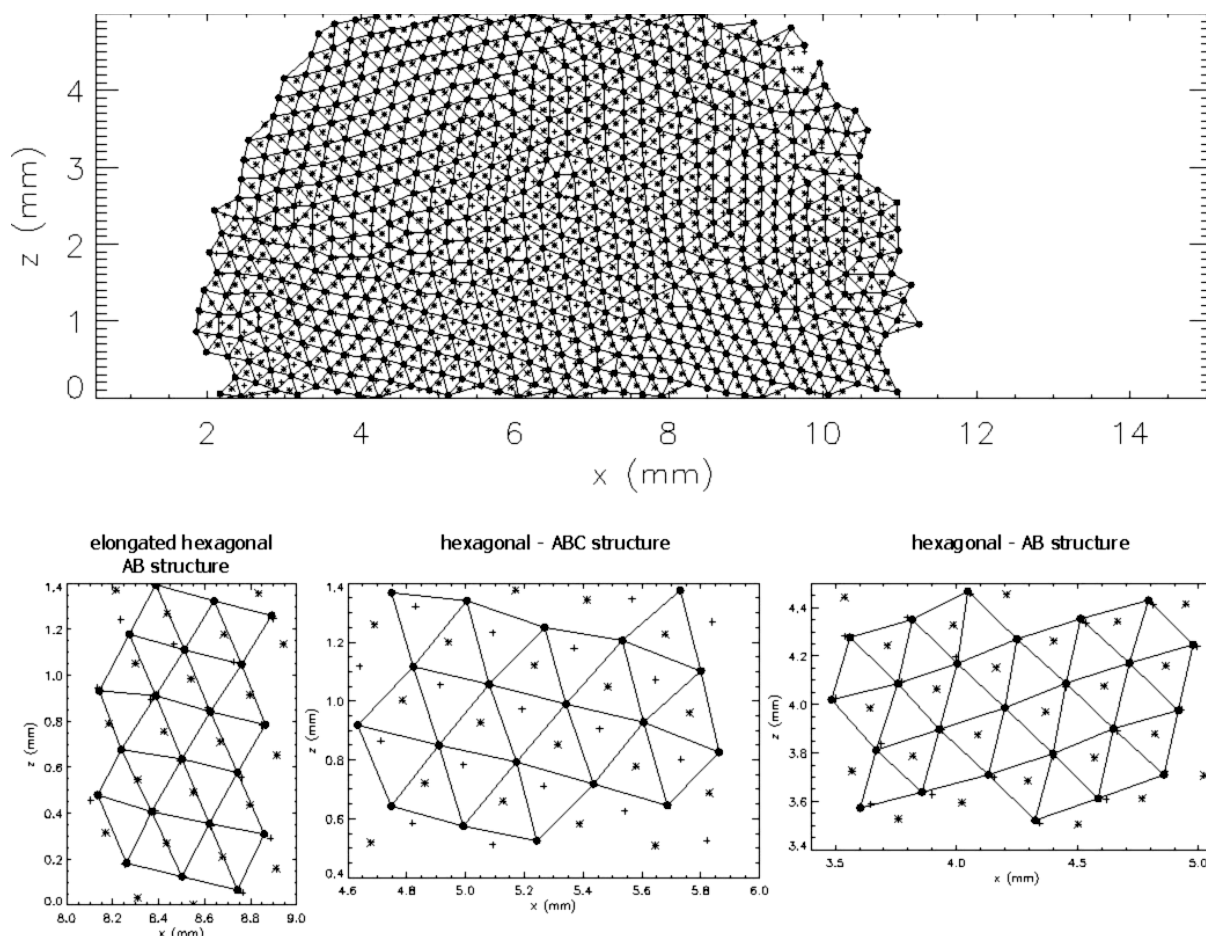 4
3
2
1
0
z (mm)
2 4 6 8 10 12 14
x (mm)
elongated hexagonal
AB structure
hexagonal - ABC structure
hexagonal - AB structure
1.4
1.2
1.0
0.8
0.6
0.4
0.2
0.0
z (mm)
8.0 8.2 8.4 8.6 8.8 9.0
x (mm)
1.4
1.2
1.0
0.8
0.6
0.4
z (mm)
4.6 4.8 5.0 5.2 5.4 5.6 5.8 6.0
x (mm)
4.4
4.2
4.0
3.8
3.6
3.4
z (mm)
3.5 4.0 4.5 5.0
x (mm)